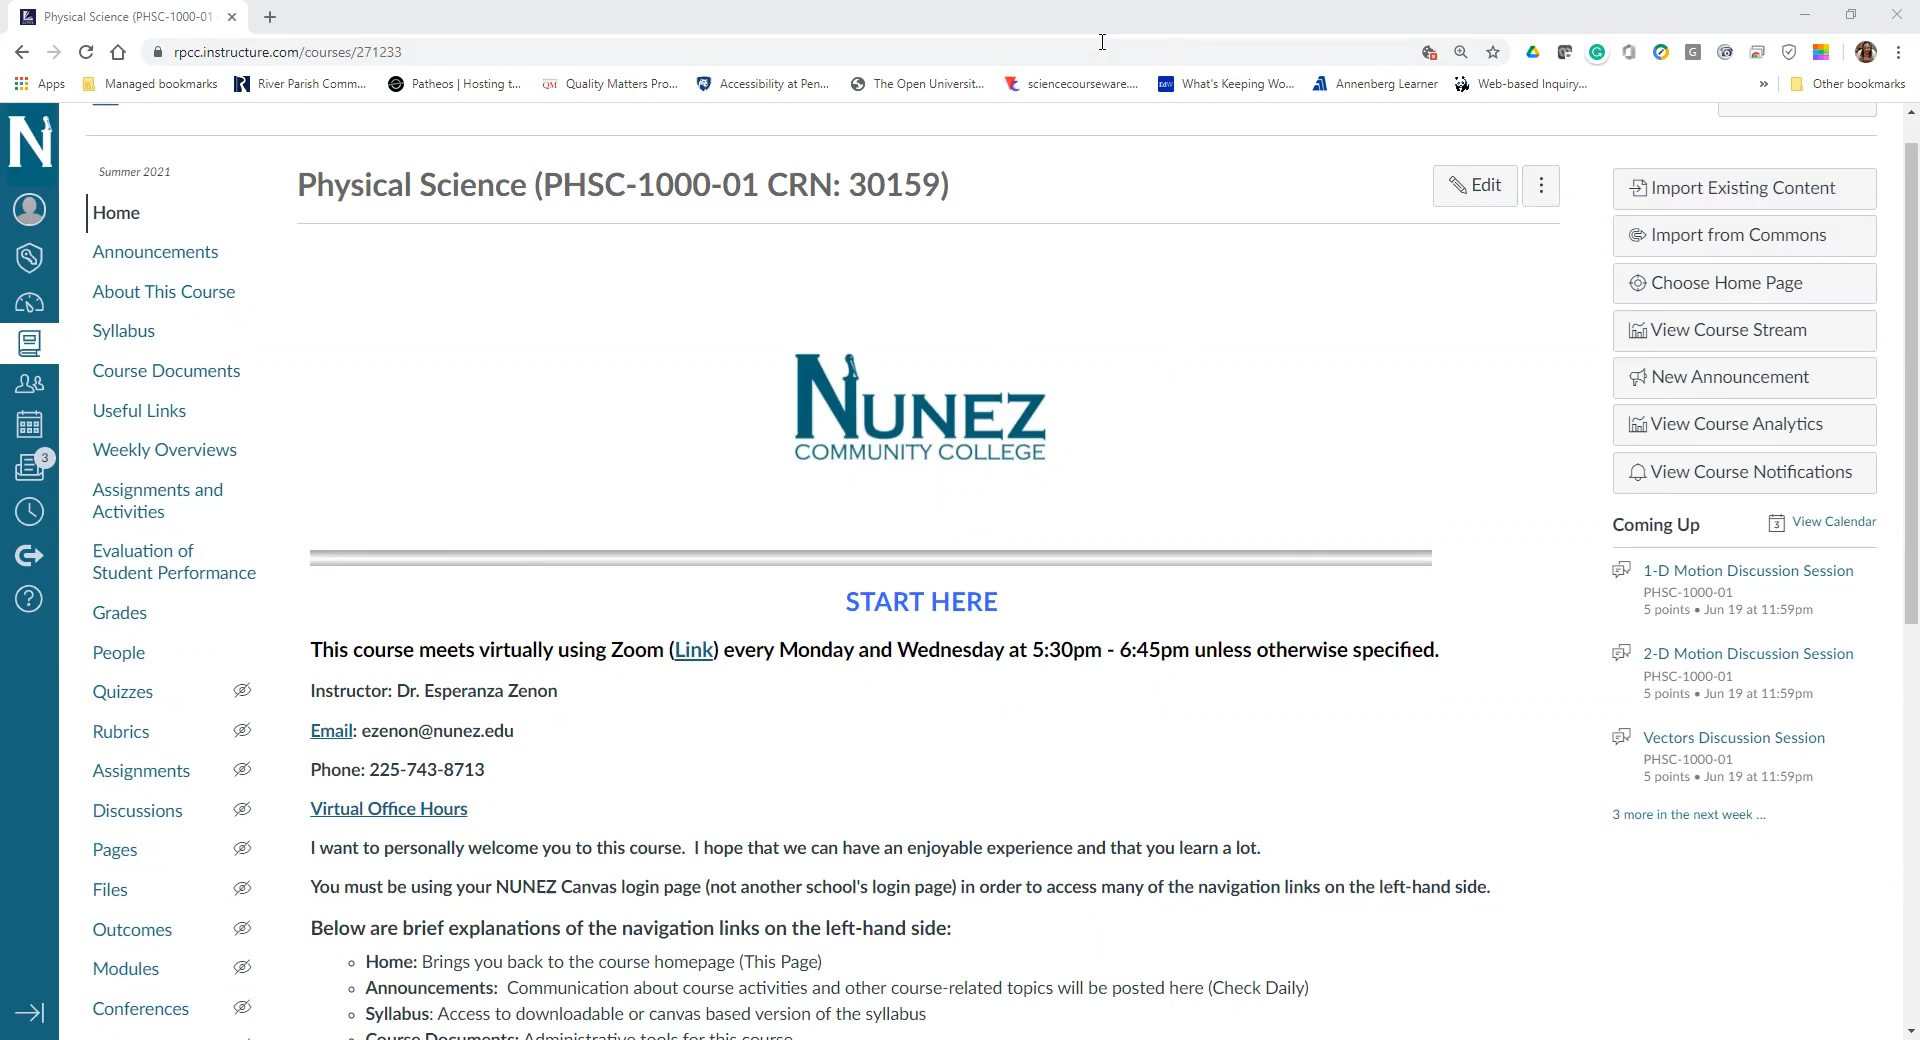 Physical Science (PHSC-1000-01
rpcc.instructure.com/courses/271233
Apps
Managed bookmarks
River Parish Comm...
Patheos | Hosting t...
QM
Quality Matters Pro...
Accessibility at Pen...
The Open Universit...
sciencecourseware....
EdW
What's Keeping Wo...
Annenberg Learner
Web-based Inquiry...
»
Other bookmarks
N
Summer 2021
Home
Announcements
About This Course
Syllabus
Course Documents
Useful Links
Weekly Overviews
Assignments and
Activities
Evaluation of
Student Performance
Grades
People
Quizzes
Rubrics
Assignments
Discussions
Pages
Files
Outcomes
Modules
Conferences
3
Physical Science (PHSC-1000-01 CRN: 30159)
Edit
NUNEZ
COMMUNITY COLLEGE
START HERE
This course meets virtually using Zoom (Link) every Monday and Wednesday at 5:30pm - 6:45pm unless otherwise specified.
Instructor: Dr. Esperanza Zenon
Email: ezenon@nunez.edu
Phone: 225-743-8713
Virtual Office Hours
I want to personally welcome you to this course. I hope that we can have an enjoyable experience and that you learn a lot.
You must be using your NUNEZ Canvas login page (not another school's login page) in order to access many of the navigation links on the left-hand side.
Below are brief explanations of the navigation links on the left-hand side:
Home: Brings you back to the course homepage (This Page)
Announcements: Communication about course activities and other course-related topics will be posted here (Check Daily)
Syllabus: Access to downloadable or canvas based version of the syllabus
Course Documents: Administrative tools for this course
Import Existing Content
Import from Commons
Choose Home Page
View Course Stream
New Announcement
View Course Analytics
View Course Notifications
Coming Up
3
View Calendar
1-D Motion Discussion Session
PHSC-1000-01
5 points • Jun 19 at 11:59pm
2-D Motion Discussion Session
PHSC-1000-01
5 points • Jun 19 at 11:59pm
Vectors Discussion Session
PHSC-1000-01
5 points • Jun 19 at 11:59pm
3 more in the next week ...